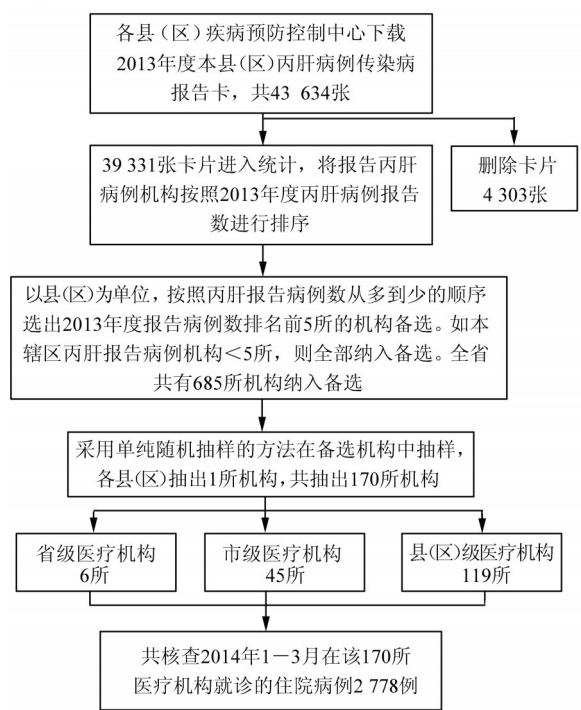 各县（区）疾病预防控制中心下载
2013年度本县(区)丙肝病例传染病
报告卡，共43 634张
39 331张卡片进入统计，将报告丙肝
病例机构按照2013年度丙肝病例报告
数进行排序
删除卡片
4 303张
以县(区)为单位，按照丙肝报告病例数从多到少的顺序
选出2013年度报告病例数排名前5所的机构备选。如本
辖区丙肝报告病例机构＜5所，则全部纳入备选。全省
共有685所机构纳入备选
采用单纯随机抽样的方法在备选机构中抽样，
各县(区)抽出1所机构，共抽出170所机构
省级医疗机构
6所
市级医疗机构
45所
县(区)级医疗机构
119所
共核查2014年1－3月在该170所
医疗机构就诊的住院病例2 778例